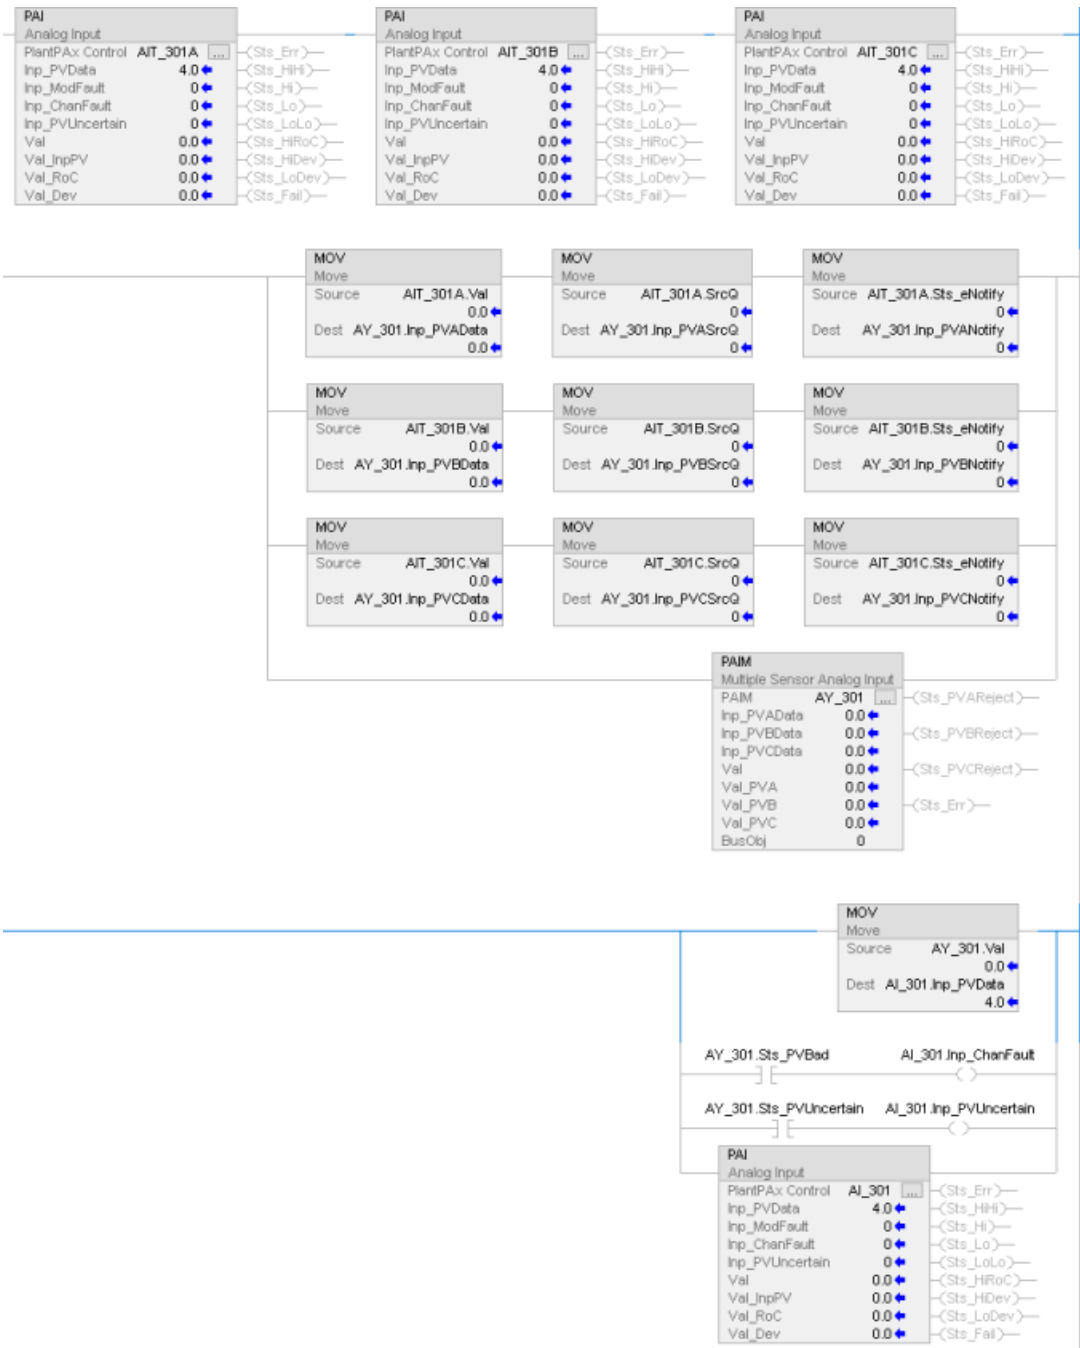 PAI
Analog Input
PlantPAx Control AIT_301A ...
Inp_PVData 4.0
Inp_ModFault 0
Inp_ChanFault 0
Inp_PVUncertain 0
Val 0.0
Val_InpPV 0.0
Val_RoC 0.0
Val_Dev 0.0
(Sts_Err)
(Sts_HiHi)
(Sts_Hi)
(Sts_Lo)
(Sts_LoLo)
(Sts_HiRoC)
(Sts_HiDev)
(Sts_LoDev)
(Sts_Fail)
PAI
Analog Input
PlantPAx Control AIT_301B ...
Inp_PVData 4.0
Inp_ModFault 0
Inp_ChanFault 0
Inp_PVUncertain 0
Val 0.0
Val_InpPV 0.0
Val_RoC 0.0
Val_Dev 0.0
(Sts_Err)
(Sts_HiHi)
(Sts_Hi)
(Sts_Lo)
(Sts_LoLo)
(Sts_HiRoC)
(Sts_HiDev)
(Sts_LoDev)
(Sts_Fail)
PAI
Analog Input
PlantPAx Control AIT_301C ...
Inp_PVData 4.0
Inp_ModFault 0
Inp_ChanFault 0
Inp_PVUncertain 0
Val 0.0
Val_InpPV 0.0
Val_RoC 0.0
Val_Dev 0.0
(Sts_Err)
(Sts_HiHi)
(Sts_Hi)
(Sts_Lo)
(Sts_LoLo)
(Sts_HiRoC)
(Sts_HiDev)
(Sts_LoDev)
(Sts_Fail)
MOV
Move
Source AIT_301A.Val
0.0
Dest AY_301.Inp_PVAData
0.0
MOV
Move
Source AIT_301A.SrcQ
0
Dest AY_301.Inp_PVASrcQ
0
MOV
Move
Source AIT_301A.Sts_eNotify
0
Dest AY_301.Inp_PVANotify
0
MOV
Move
Source AIT_301B.Val
0.0
Dest AY_301.Inp_PVBData
0.0
MOV
Move
Source AIT_301B.SrcQ
0
Dest AY_301.Inp_PVBSrcQ
0
MOV
Move
Source AIT_301B.Sts_eNotify
0
Dest AY_301.Inp_PVBNotify
0
MOV
Move
Source AIT_301C.Val
0.0
Dest AY_301.Inp_PVCData
0.0
MOV
Move
Source AIT_301C.SrcQ
0
Dest AY_301.Inp_PVCSrcQ
0
MOV
Move
Source AIT_301C.Sts_eNotify
0
Dest AY_301.Inp_PVCNotify
0
PAIM
Multiple Sensor Analog Input
PAIM AY_301 ...
Inp_PVAData 0.0
Inp_PVBData 0.0
Inp_PVCData 0.0
Val 0.0
Val_PVA 0.0
Val_PVB 0.0
Val_PVC 0.0
BusObj 0
(Sts_PVAReject)
(Sts_PVBReject)
(Sts_PVCReject)
(Sts_Err)
MOV
Move
Source AY_301.Val
0.0
Dest AI_301.Inp_PVData
4.0
AY_301.Sts_PVBad AI_301.Inp_ChanFault
AY_301.Sts_PVUncertain AI_301.Inp_PVUncertain
PAI
Analog Input
PlantPAx Control AI_301 ...
Inp_PVData 4.0
Inp_ModFault 0
Inp_ChanFault 0
Inp_PVUncertain 0
Val 0.0
Val_InpPV 0.0
Val_RoC 0.0
Val_Dev 0.0
(Sts_Err)
(Sts_HiHi)
(Sts_Hi)
(Sts_Lo)
(Sts_LoLo)
(Sts_HiRoC)
(Sts_HiDev)
(Sts_LoDev)
(Sts_Fail)